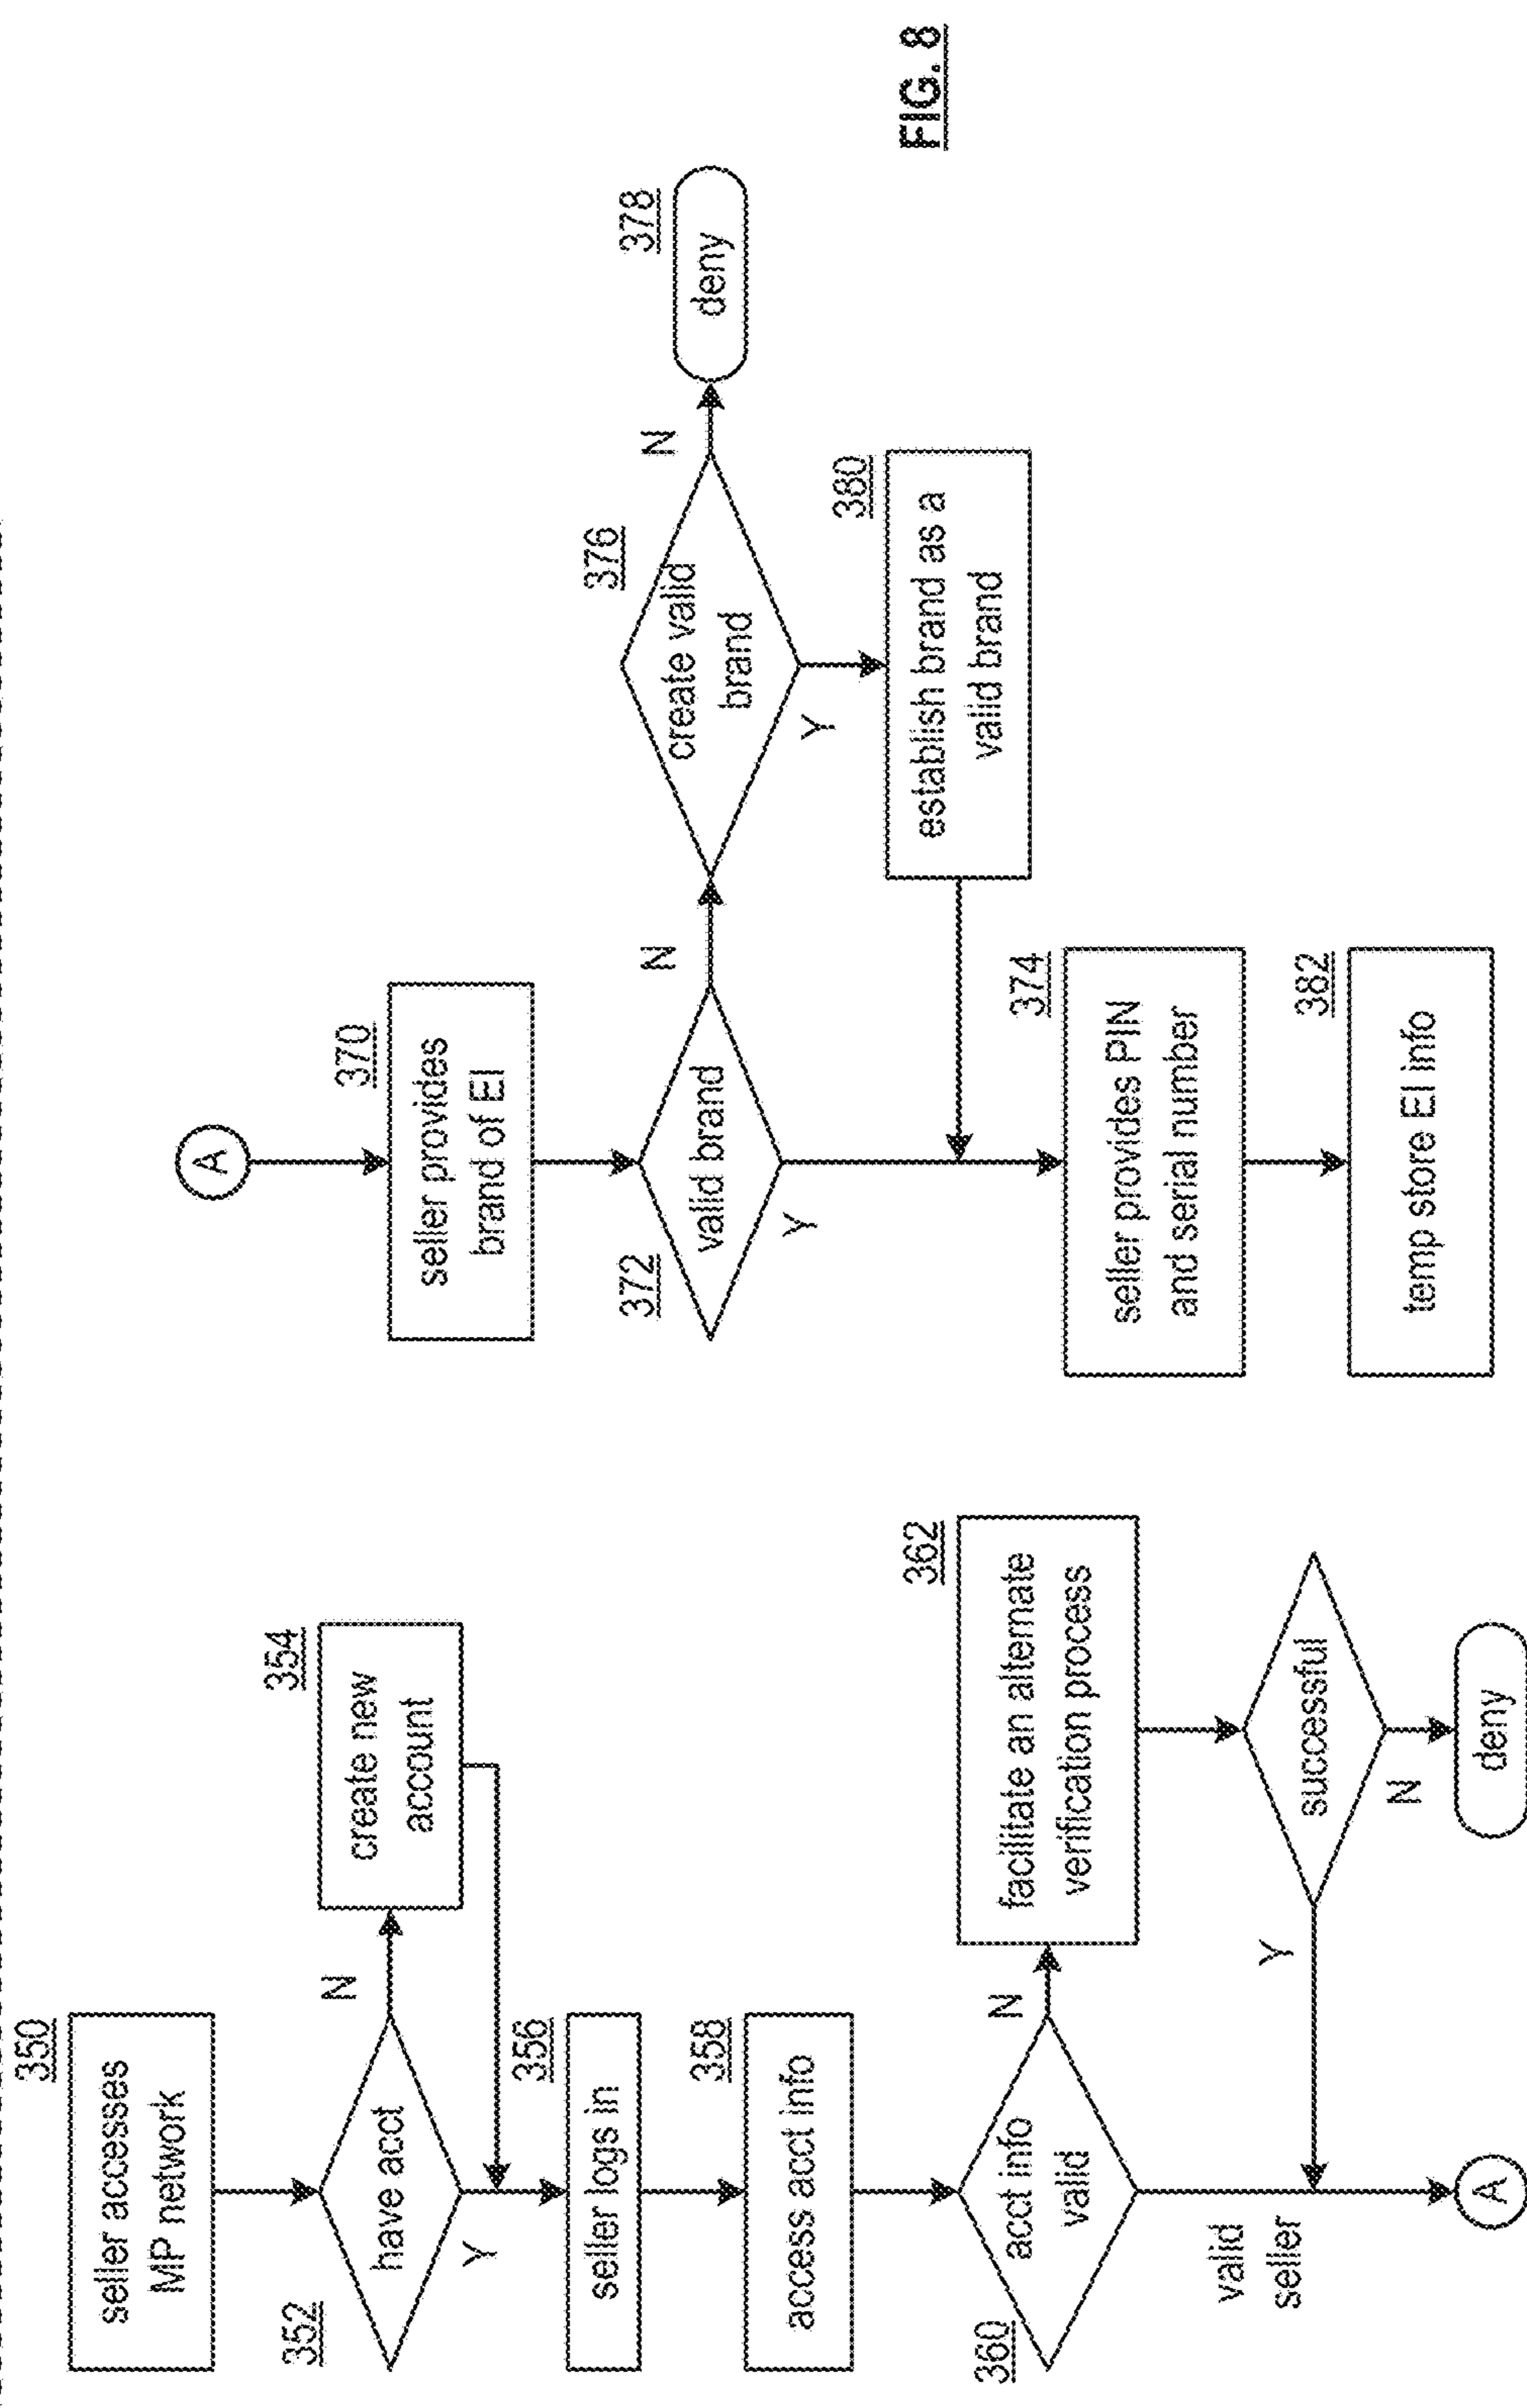 350
seller accesses
MP network
352
have acct
N
354
create new
account
Y
356
seller logs in
358
access acct info
360
acct info
valid
N
362
facilitate an alternate
verification process
successful
Y
N
deny
valid
seller
A
A
370
seller provides
brand of EI
372
valid brand
N
376
create valid
brand
N
378
deny
Y
380
establish brand as a
valid brand
Y
374
seller provides PIN
and serial number
382
temp store EI info
FIG. 8